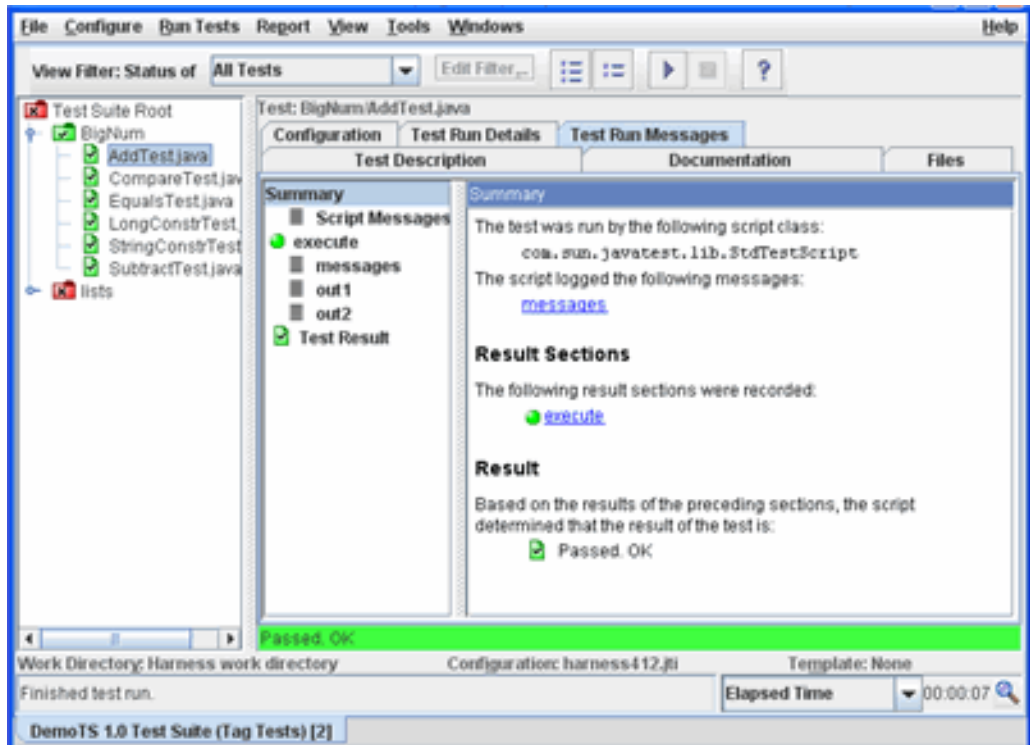 File Configure Run Tests Report View Tools Windows Help
View Filter: Status of All Tests Edit Filter... ?
Test Suite Root
BigNum
AddTest.java
CompareTest.jav
EqualsTest.java
LongConstrTest.
StringConstrTest
SubtractTest.java
lists
Test: BigNum/AddTest.java
Configuration Test Run Details Test Run Messages
Test Description Documentation Files
Summary
Script Messages
execute
messages
out1
out2
Test Result
Summary
The test was run by the following script class:
com.sun.javatest.lib.StdTestScript
The script logged the following messages:
messages
Result Sections
The following result sections were recorded:
execute
Result
Based on the results of the preceding sections, the script
determined that the result of the test is:
Passed. OK
Passed. OK
Work Directory: Harness work directory Configuration: harness412.jti Template: None
Finished test run. Elapsed Time 00:00:07
DemoTS 1.0 Test Suite (Tag Tests) [2]